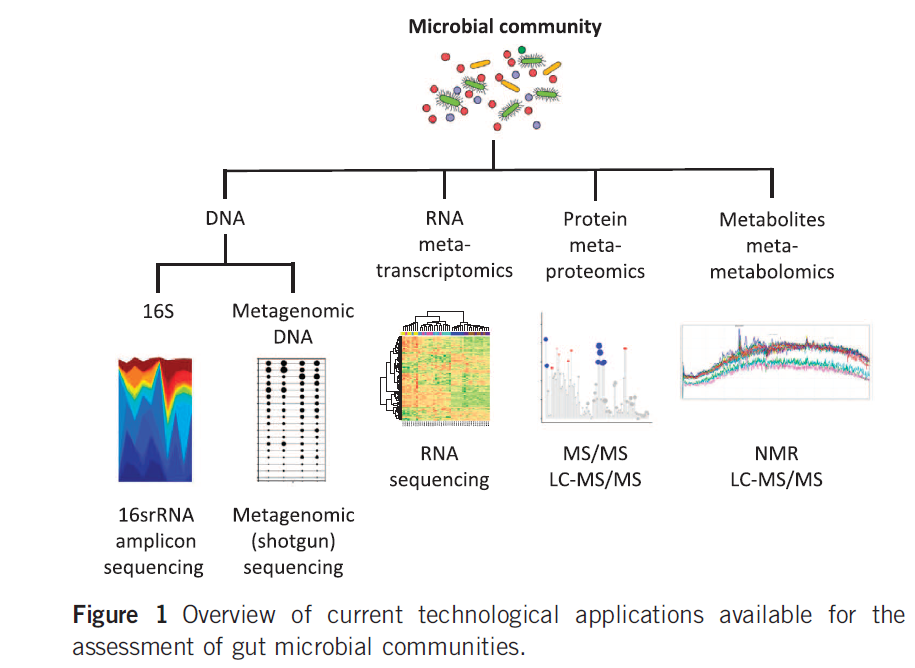 Microbial community
DNA
RNA
meta-
transcriptomics
Protein
meta-
proteomics
Metabolites
meta-
metabolomics
16S
Metagenomic
DNA
RNA
sequencing
MS/MS
LC-MS/MS
NMR
LC-MS/MS
16srRNA
amplicon
sequencing
Metagenomic
(shotgun)
sequencing
Figure 1 Overview of current technological applications available for the
assessment of gut microbial communities.